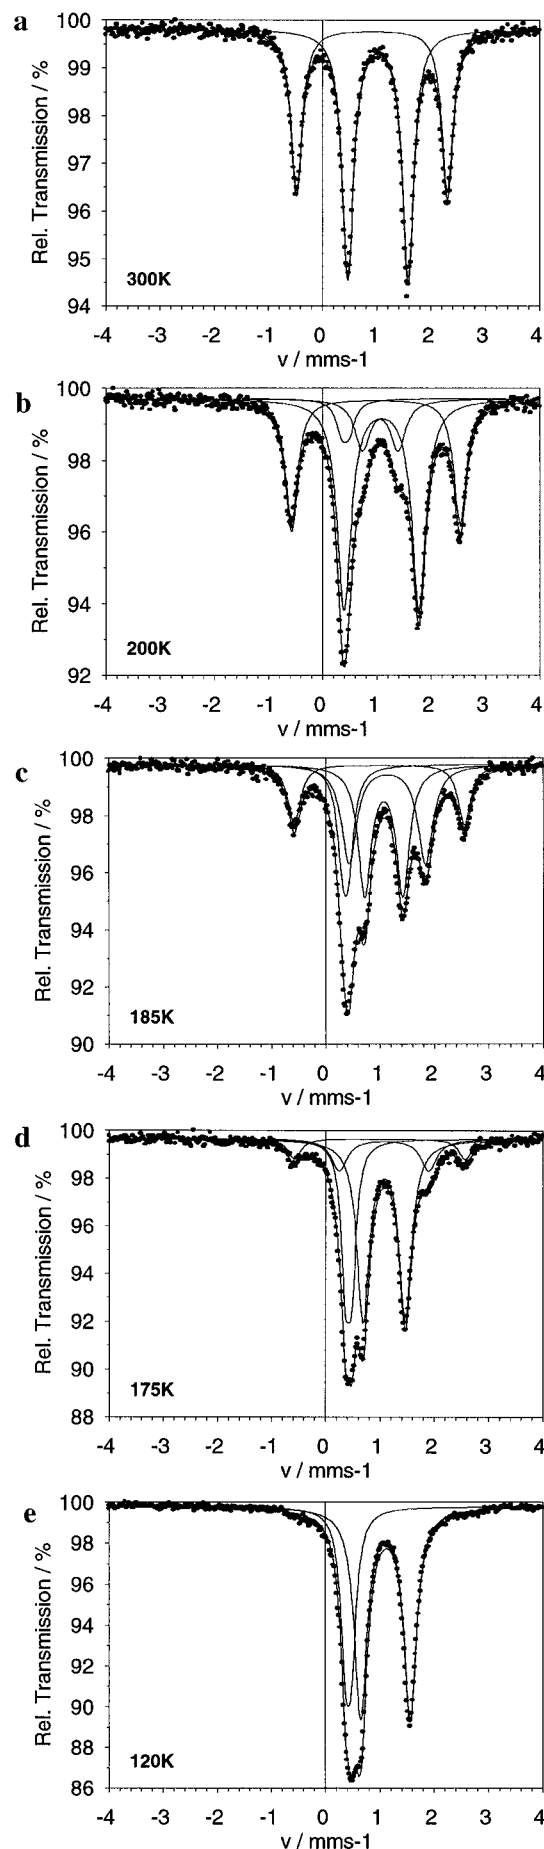 a
Rel. Transmission / %
100
99
98
97
96
95
94
300K
-4 -3 -2 -1 0 1 2 3 4
v / mms-1
b
Rel. Transmission / %
100
98
96
94
92
200K
-4 -3 -2 -1 0 1 2 3 4
v / mms-1
c
Rel. Transmission / %
100
98
96
94
92
90
185K
-4 -3 -2 -1 0 1 2 3 4
v / mms-1
d
Rel. Transmission / %
100
98
96
94
92
90
88
175K
-4 -3 -2 -1 0 1 2 3 4
v / mms-1
e
Rel. Transmission / %
100
98
96
94
92
90
88
86
120K
-4 -3 -2 -1 0 1 2 3 4
v / mms-1